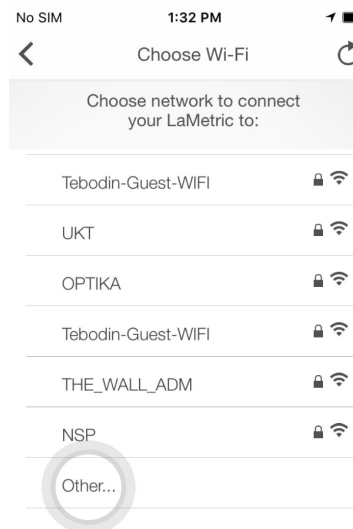 No SIM 1:32 PM
Choose Wi-Fi
Choose network to connect
your LaMetric to:
Tebodin-Guest-WIFI
UKT
OPTIKA
Tebodin-Guest-WIFI
THE_WALL_ADM
NSP
Other...